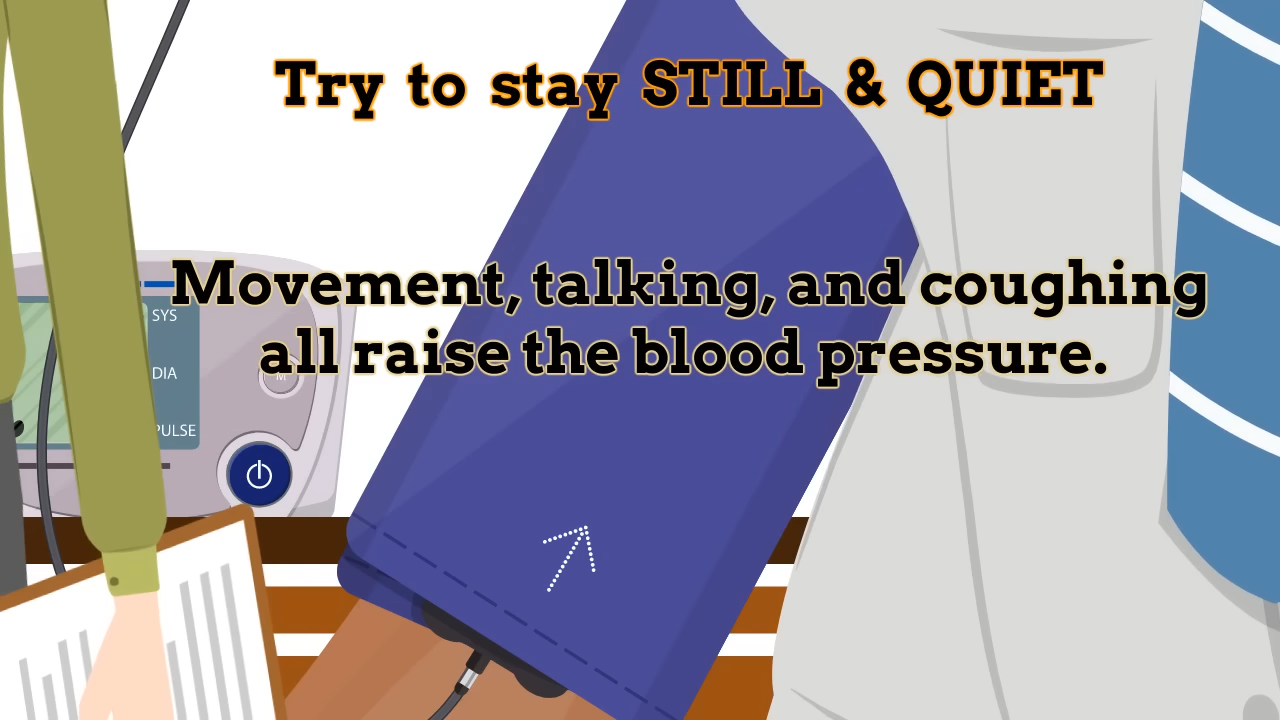 Try to stay STILL & QUIET
Movement, talking, and coughing
all raise the blood pressure.
SYS
DIA
M
PULSE